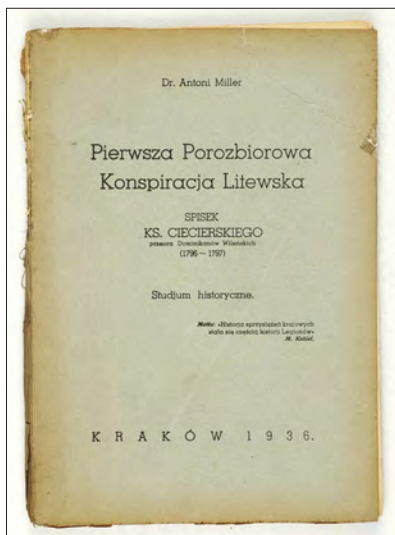 Dr. Antoni Miller
Pierwsza Porozbiorowa
Konspiracja Litewska
SPISEK
KS. CIECIERSKIEGO
przeora Dominikanów Wileńskich
(1796 — 1797)
Studjum historyczne.
Motto: «Historja sprzysiężeń krajowych
stała się częścią historji Legjonów»
M. Kukiel.
KRAKÓW 1936.